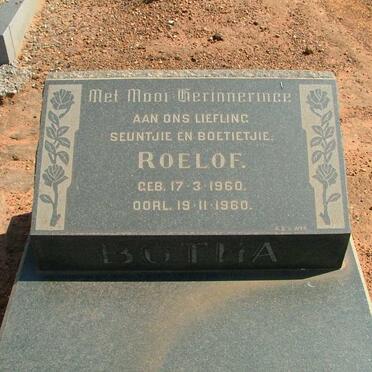 Met Mooi Herinneringe
AAN ONS LIEFLING
SEUNTJIE EN BOETIETJIE.
ROELOF.
GEB. 17-3-1960.
OORL. 19-11-1960.
BOTHA